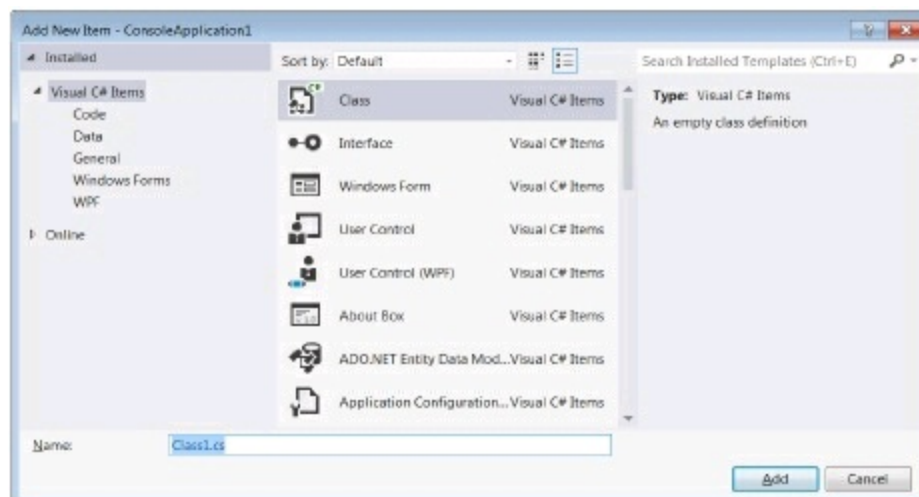 Add New Item - ConsoleApplication1
Installed
Sort by: Default
Search Installed Templates (Ctrl+E)
Visual C# Items
Code
Data
General
Windows Forms
WPF
Online
Class Visual C# Items
Interface Visual C# Items
Windows Form Visual C# Items
User Control Visual C# Items
User Control (WPF) Visual C# Items
About Box Visual C# Items
ADO.NET Entity Data Mod...Visual C# Items
Application Configuration... Visual C# Items
Type: Visual C# Items
An empty class definition
Name: Class1.cs
Add Cancel